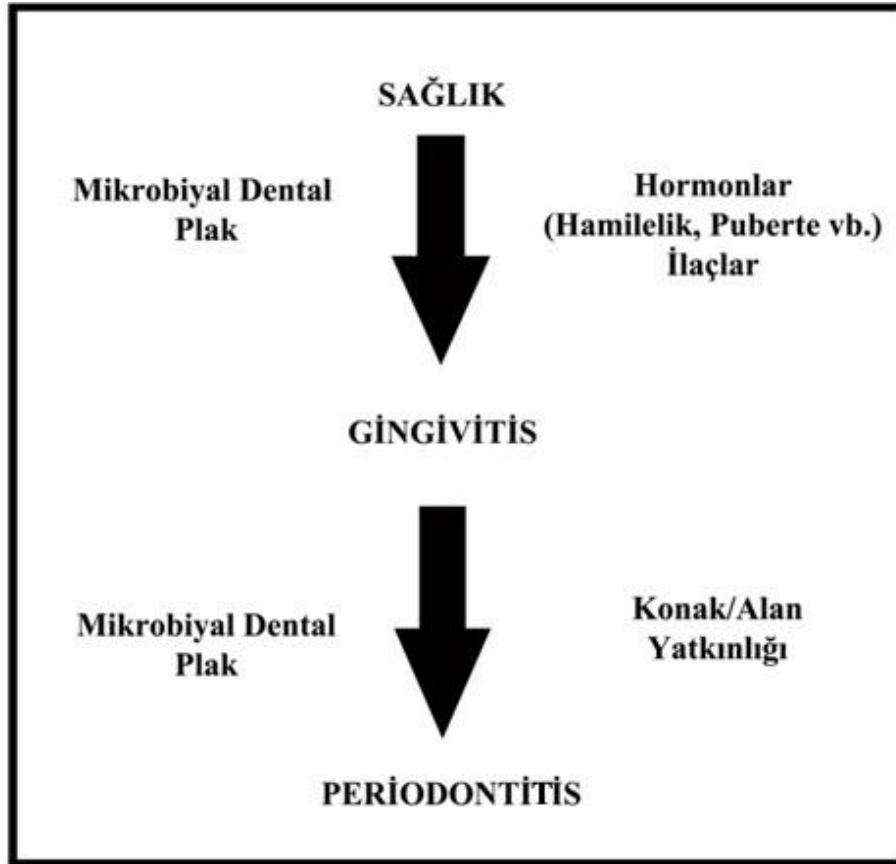 SAĞLIK
Mikrobiyal Dental
Plak
Hormonlar
(Hamilelik, Puberte vb.)
İlaçlar
GİNGİVİTİS
Mikrobiyal Dental
Plak
Konak/Alan
Yatkınlığı
PERİODONTİTİS